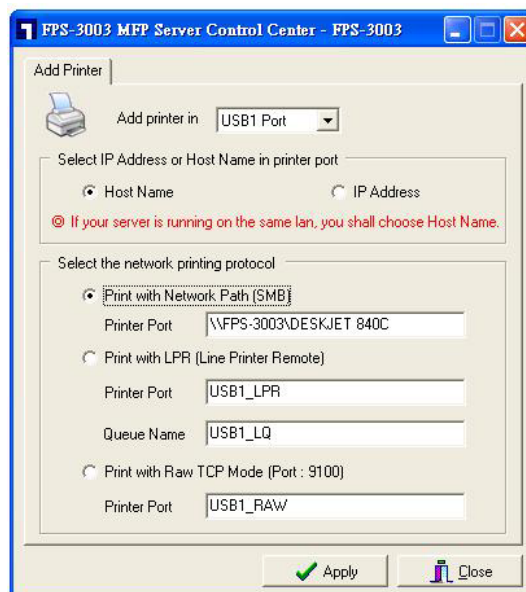 FPS-3003 MFP Server Control Center - FPS-3003
Add Printer
Add printer in USB1 Port
Select IP Address or Host Name in printer port
Host Name IP Address
If your server is running on the same lan, you shall choose Host Name.
Select the network printing protocol
Print with Network Path (SMB)
Printer Port \\FPS-3003\DESKJET 840C
Print with LPR (Line Printer Remote)
Printer Port USB1_LPR
Queue Name USB1_LQ
Print with Raw TCP Mode (Port : 9100)
Printer Port USB1_RAW
Apply Close